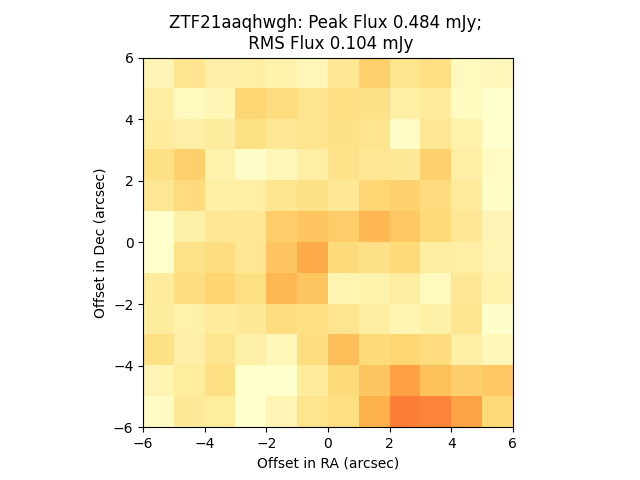 ZTF21aaqhwgh: Peak Flux 0.484 mJy;
RMS Flux 0.104 mJy
6
4
2
0
−2
−4
−6
Offset in Dec (arcsec)
−6 −4 −2 0 2 4 6
Offset in RA (arcsec)